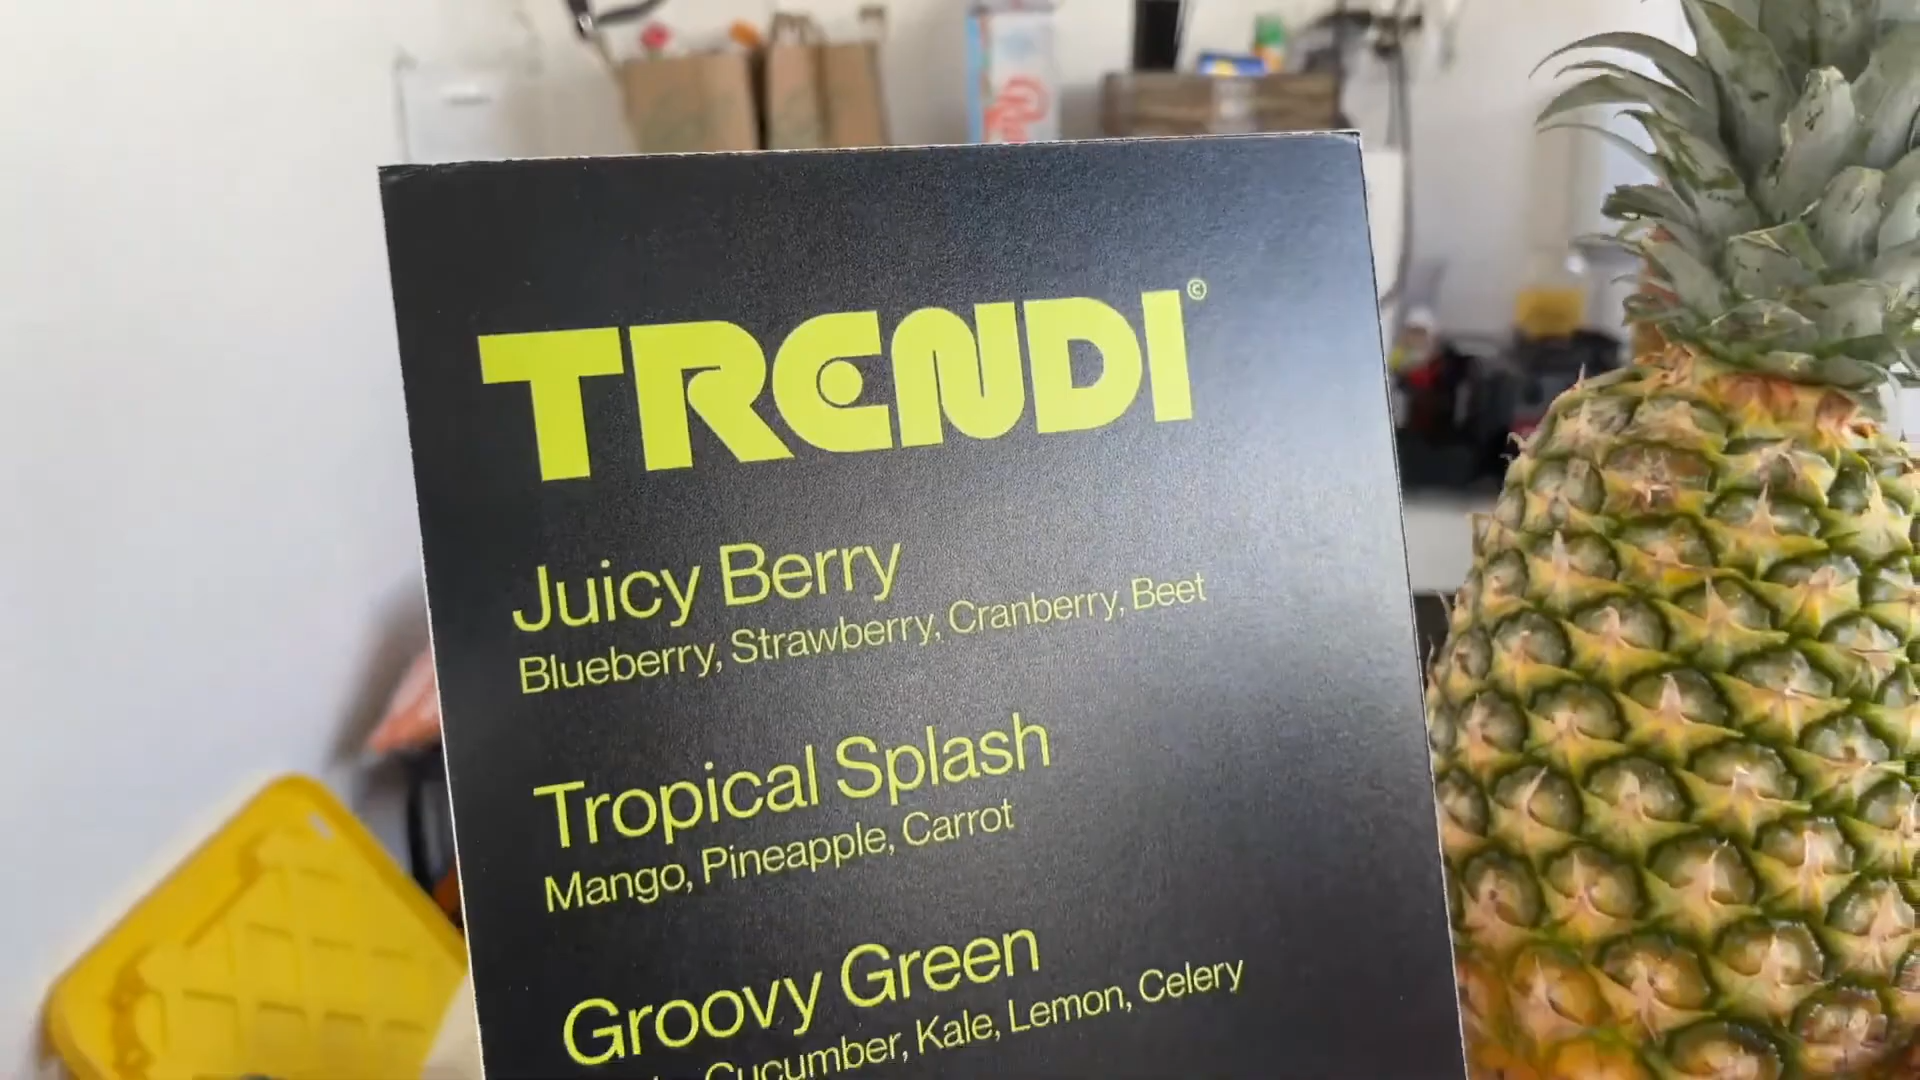 TRENDI©
Juicy Berry
Blueberry, Strawberry, Cranberry, Beet
Tropical Splash
Mango, Pineapple, Carrot
Groovy Green
Cucumber, Kale, Lemon, Celery